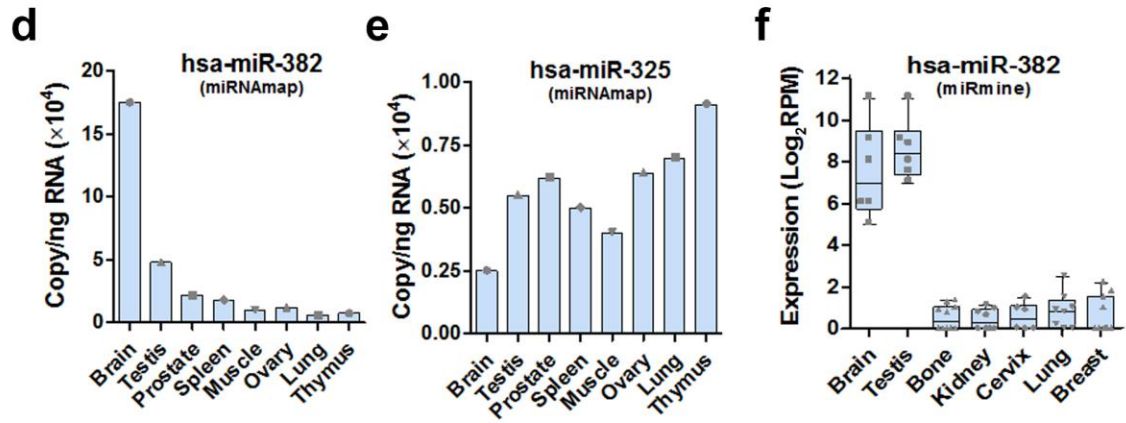 d
hsa-miR-382
(miRNAmap)
Copy/ng RNA (×10⁴)
20
15
10
5
0
Brain
Testis
Prostate
Spleen
Muscle
Ovary
Lung
Thymus
e
hsa-miR-325
(miRNAmap)
Copy/ng RNA (×10⁴)
1.00
0.75
0.50
0.25
0.00
Brain
Testis
Prostate
Spleen
Muscle
Ovary
Lung
Thymus
f
hsa-miR-382
(miRmine)
Expression (Log₂RPM)
12
10
8
6
4
2
0
Brain
Testis
Bone
Kidney
Cervix
Lung
Breast